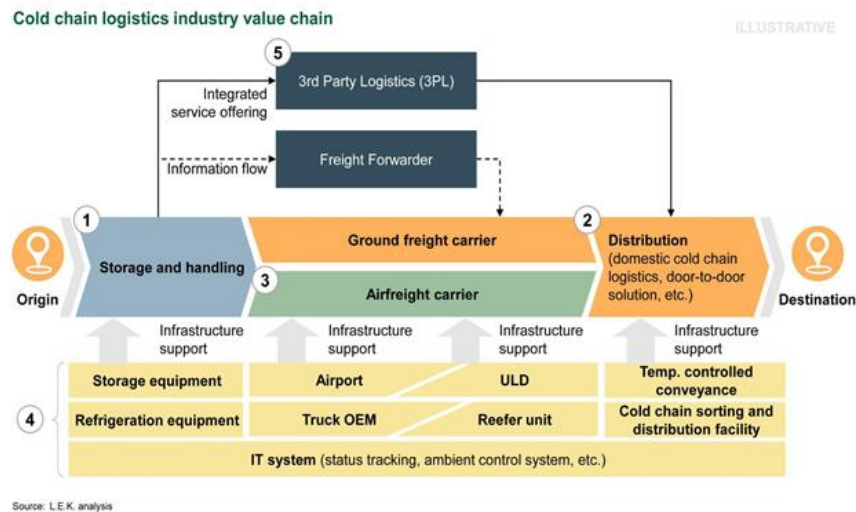 Cold chain logistics industry value chain
ILLUSTRATIVE
5
3rd Party Logistics (3PL)
Integrated
service offering
Freight Forwarder
Information flow
1
2
Ground freight carrier
Distribution
(domestic cold chain
logistics, door-to-door
solution, etc.)
Storage and handling
3
Airfreight carrier
Origin
Destination
Infrastructure
support
Infrastructure
support
Infrastructure
support
Infrastructure
support
4
Storage equipment
Airport
ULD
Temp. controlled
conveyance
Refrigeration equipment
Truck OEM
Reefer unit
Cold chain sorting and
distribution facility
IT system (status tracking, ambient control system, etc.)
Source: L.E.K. analysis